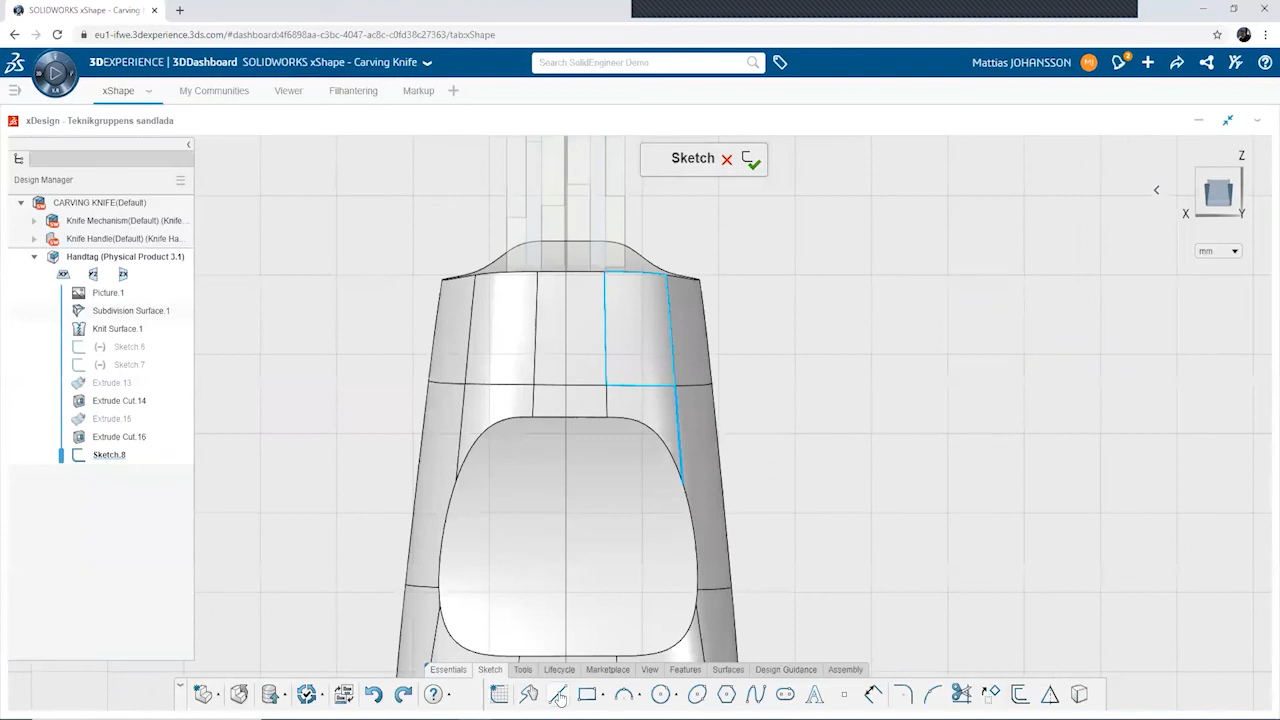 SOLIDWORKS xShape - Carving
eu1-ifwe.3dexperience.3ds.com/#dashboard:4f6898aa-c3bc-4047-ac8c-c0fd38c27363/tab:xShape
3DEXPERIENCE | 3DDashboard SOLIDWORKS xShape - Carving Knife
Search SolidEngineer Demo
Mattias JOHANSSON
MJ
2
xShape
My Communities
Viewer
Filhantering
Markup
xDesign - Teknikgruppens sandlada
Sketch
Design Manager
CARVING KNIFE(Default)
Knife Mechanism(Default) (Knife...
Knife Handle(Default) (Knife Ha...
Handtag (Physical Product 3.1)
Picture.1
Subdivision Surface.1
Knit Surface.1
(-) Sketch.6
(-) Sketch.7
Extrude.13
Extrude Cut.14
Extrude.15
Extrude Cut.16
Sketch.8
Z
X
Y
mm
Essentials
Sketch
Tools
Lifecycle
Marketplace
View
Features
Surfaces
Design Guidance
Assembly